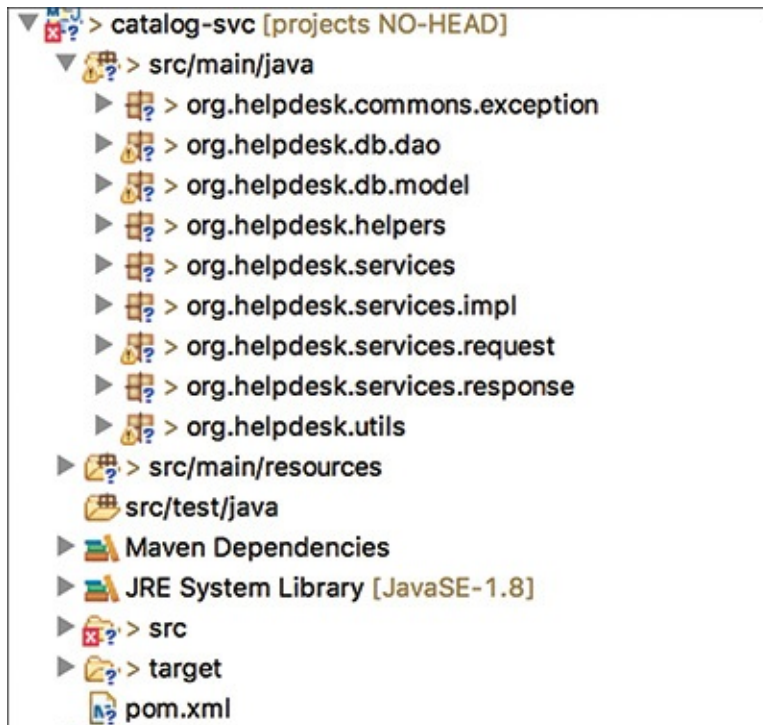 > catalog-svc [projects NO-HEAD]
> src/main/java
> org.helpdesk.commons.exception
> org.helpdesk.db.dao
> org.helpdesk.db.model
> org.helpdesk.helpers
> org.helpdesk.services
> org.helpdesk.services.impl
> org.helpdesk.services.request
> org.helpdesk.services.response
> org.helpdesk.utils
> src/main/resources
src/test/java
Maven Dependencies
JRE System Library [JavaSE-1.8]
> src
> target
pom.xml